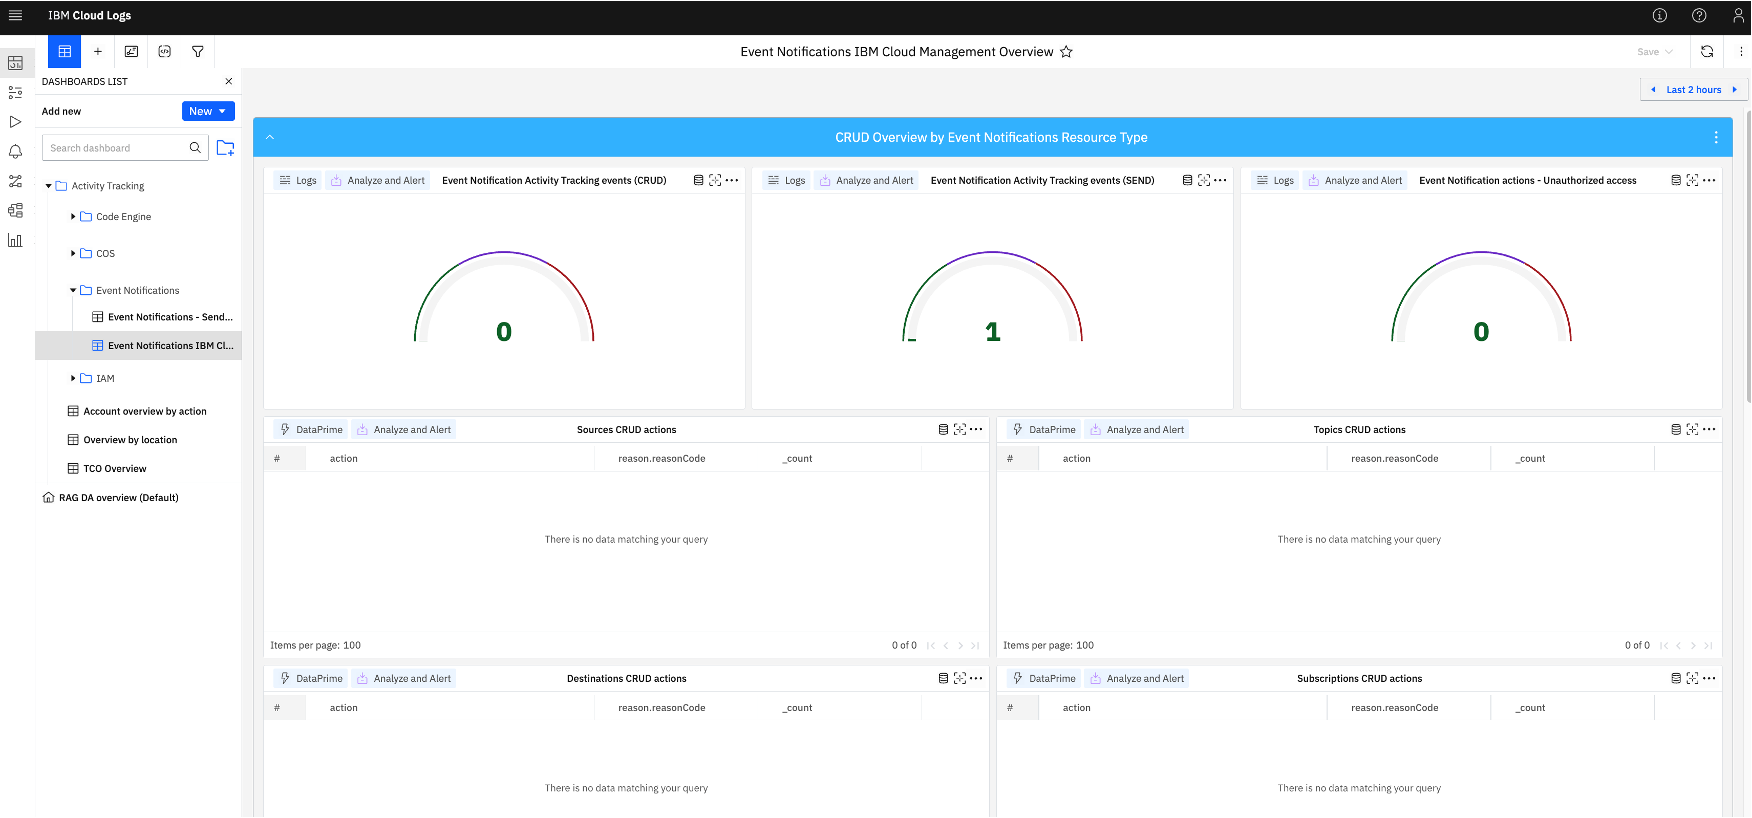 IBM Cloud Logs
Event Notifications IBM Cloud Management Overview
Save
DASHBOARDS LIST
Add new
New
Search dashboard
Activity Tracking
Code Engine
COS
Event Notifications
Event Notifications - Send...
Event Notifications IBM Cl...
IAM
Account overview by action
Overview by location
TCO Overview
RAG DA overview (Default)
Last 2 hours
CRUD Overview by Event Notifications Resource Type
Logs Analyze and Alert Event Notification Activity Tracking events (CRUD)
0
Logs Analyze and Alert Event Notification Activity Tracking events (SEND)
1
Logs Analyze and Alert Event Notification actions - Unauthorized access
0
DataPrime Analyze and Alert Sources CRUD actions
# action reason.reasonCode _count
There is no data matching your query
Items per page: 100 0 of 0
DataPrime Analyze and Alert Topics CRUD actions
# action reason.reasonCode _count
There is no data matching your query
Items per page: 100 0 of 0
DataPrime Analyze and Alert Destinations CRUD actions
# action reason.reasonCode _count
There is no data matching your query
DataPrime Analyze and Alert Subscriptions CRUD actions
# action reason.reasonCode _count
There is no data matching your query